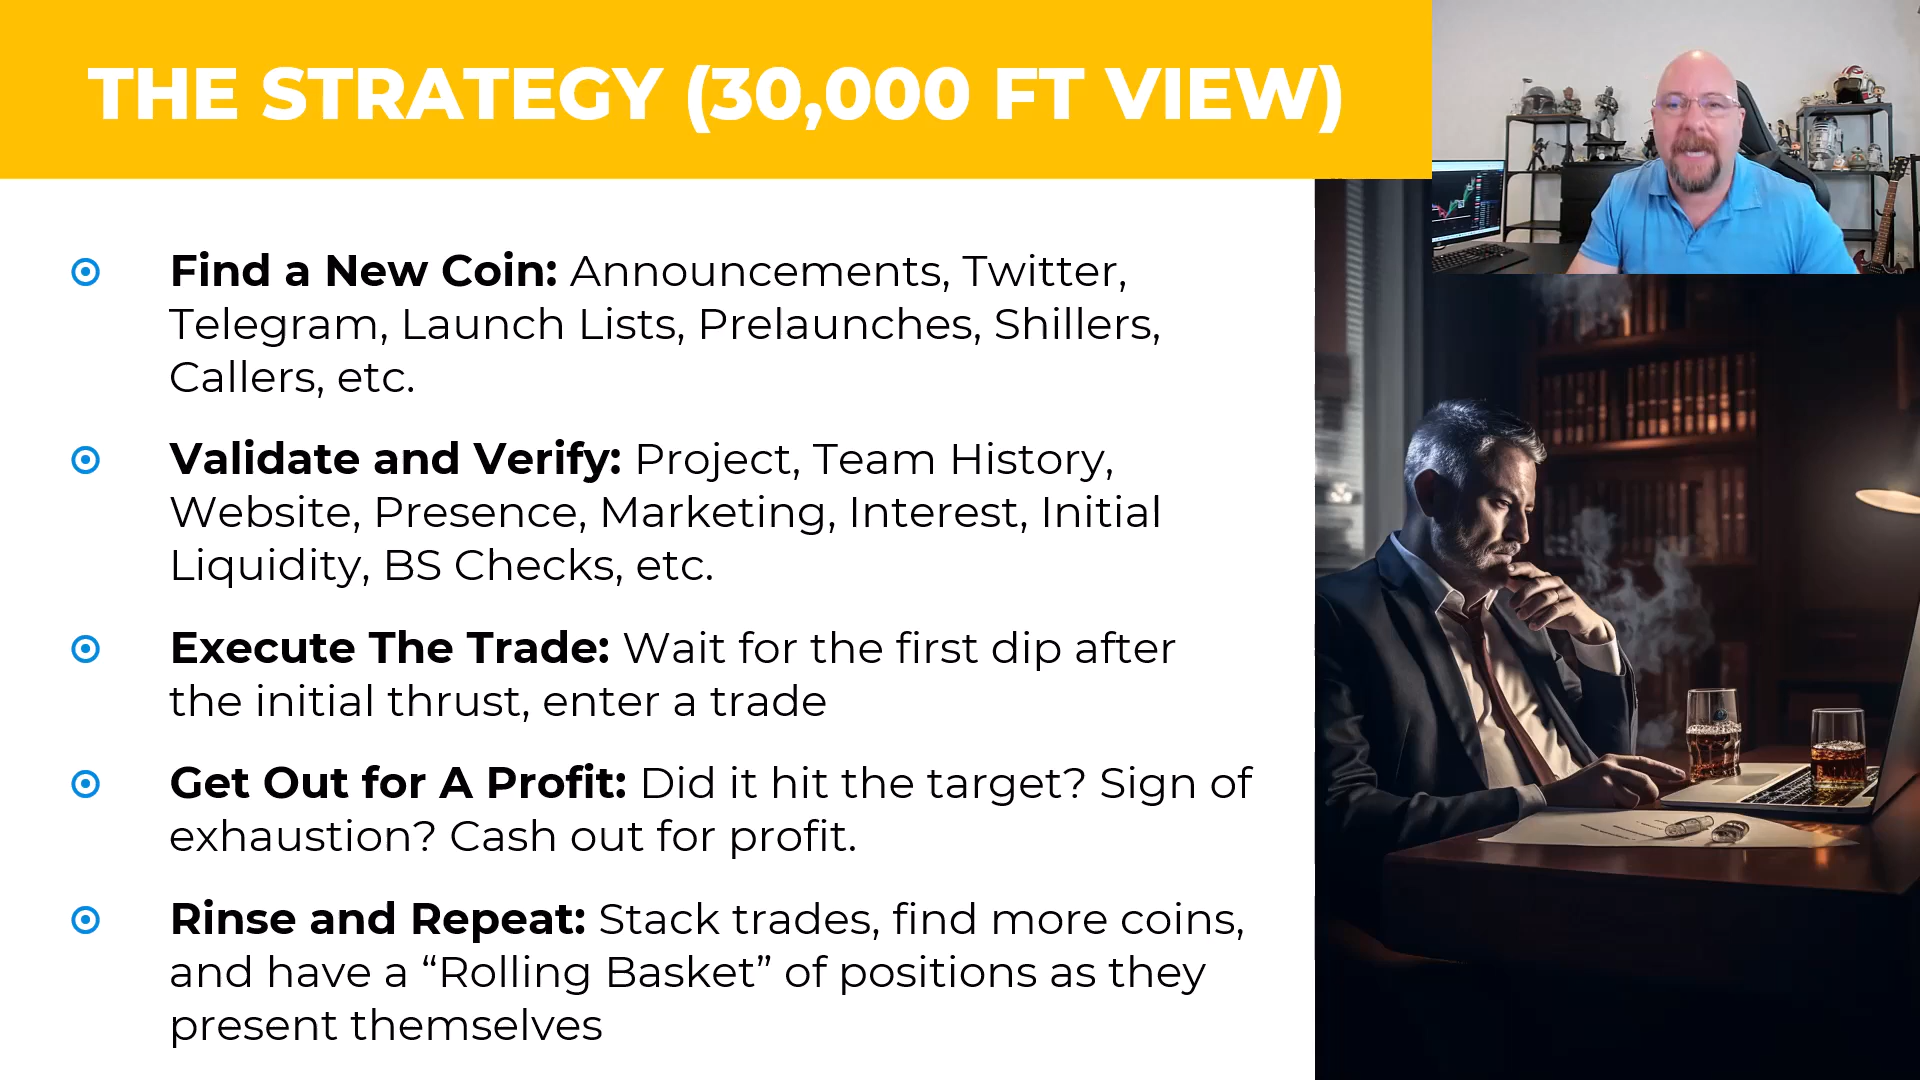 THE STRATEGY (30,000 FT VIEW)
Find a New Coin: Announcements, Twitter,
Telegram, Launch Lists, Prelaunches, Shillers,
Callers, etc.
Validate and Verify: Project, Team History,
Website, Presence, Marketing, Interest, Initial
Liquidity, BS Checks, etc.
Execute The Trade: Wait for the first dip after
the initial thrust, enter a trade
Get Out for A Profit: Did it hit the target? Sign of
exhaustion? Cash out for profit.
Rinse and Repeat: Stack trades, find more coins,
and have a “Rolling Basket” of positions as they
present themselves